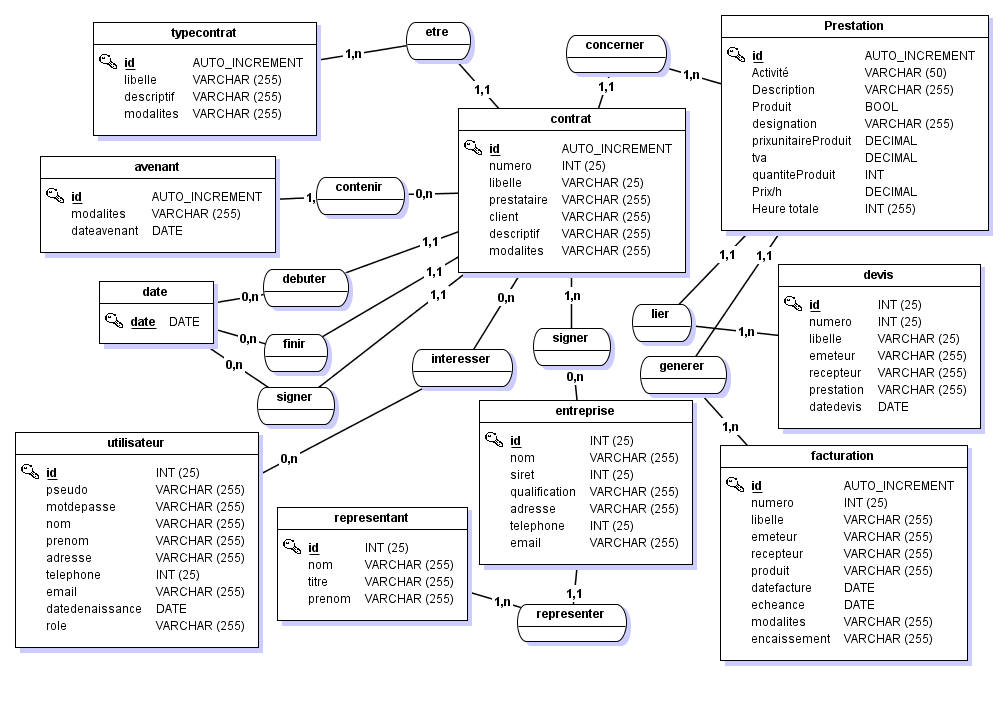 typecontrat
id AUTO_INCREMENT
libelle VARCHAR (255)
descriptif VARCHAR (255)
modalites VARCHAR (255)
etre
1,n
1,1
concerner
1,n
1,1
Prestation
id AUTO_INCREMENT
Activité VARCHAR (50)
Description VARCHAR (255)
Produit BOOL
designation VARCHAR (255)
prixunitaireProduit DECIMAL
tva DECIMAL
quantiteProduit INT
Prix/h DECIMAL
Heure totale INT (255)
contrat
id AUTO_INCREMENT
numero INT (25)
libelle VARCHAR (25)
prestataire VARCHAR (255)
client VARCHAR (255)
descriptif VARCHAR (255)
modalites VARCHAR (255)
avenant
id AUTO_INCREMENT
modalites VARCHAR (255)
dateavenant DATE
1,
contenir
0,n
1,1
debuter
0,n
1,1
finir
0,n
1,1
signer
0,n
date
date DATE
0,n
interesser
0,n
1,n
signer
0,n
1,1
lier
1,n
1,1
generer
1,n
devis
id INT (25)
numero INT (25)
libelle VARCHAR (25)
emeteur VARCHAR (255)
recepteur VARCHAR (255)
prestation VARCHAR (255)
datedevis DATE
utilisateur
id INT (25)
pseudo VARCHAR (255)
motdepasse VARCHAR (255)
nom VARCHAR (255)
prenom VARCHAR (255)
adresse VARCHAR (255)
telephone INT (25)
email VARCHAR (255)
datedenaissance DATE
role VARCHAR (255)
representant
id INT (25)
nom VARCHAR (255)
titre VARCHAR (255)
prenom VARCHAR (255)
entreprise
id INT (25)
nom VARCHAR (255)
siret INT (25)
qualification VARCHAR (255)
adresse VARCHAR (255)
telephone INT (25)
email VARCHAR (255)
1,n
1,1
representer
facturation
id AUTO_INCREMENT
numero INT (25)
libelle VARCHAR (255)
emeteur VARCHAR (255)
recepteur VARCHAR (255)
produit VARCHAR (255)
datefacture DATE
echeance DATE
modalites VARCHAR (255)
encaissement VARCHAR (255)